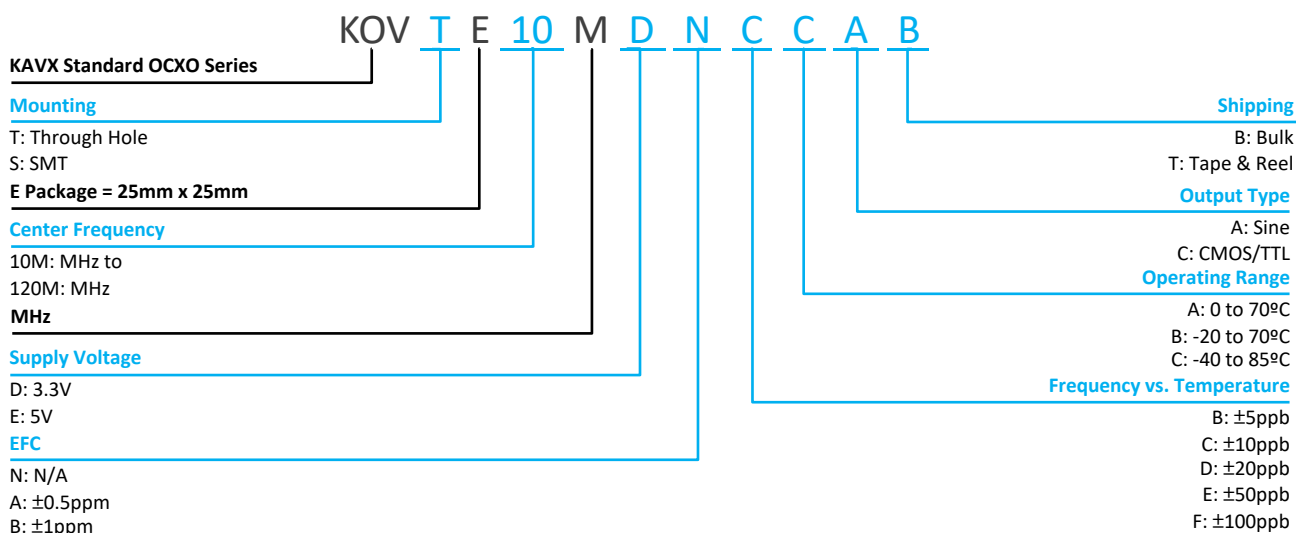 KOV T E 10 M D N C C A B
KAVX Standard OCXO Series
Mounting
T: Through Hole
S: SMT
E Package = 25mm x 25mm
Center Frequency
10M: MHz to
120M: MHz
MHz
Supply Voltage
D: 3.3V
E: 5V
EFC
N: N/A
A: ±0.5ppm
B: ±1ppm
Shipping
B: Bulk
T: Tape & Reel
Output Type
A: Sine
C: CMOS/TTL
Operating Range
A: 0 to 70ºC
B: -20 to 70ºC
C: -40 to 85ºC
Frequency vs. Temperature
B: ±5ppb
C: ±10ppb
D: ±20ppb
E: ±50ppb
F: ±100ppb